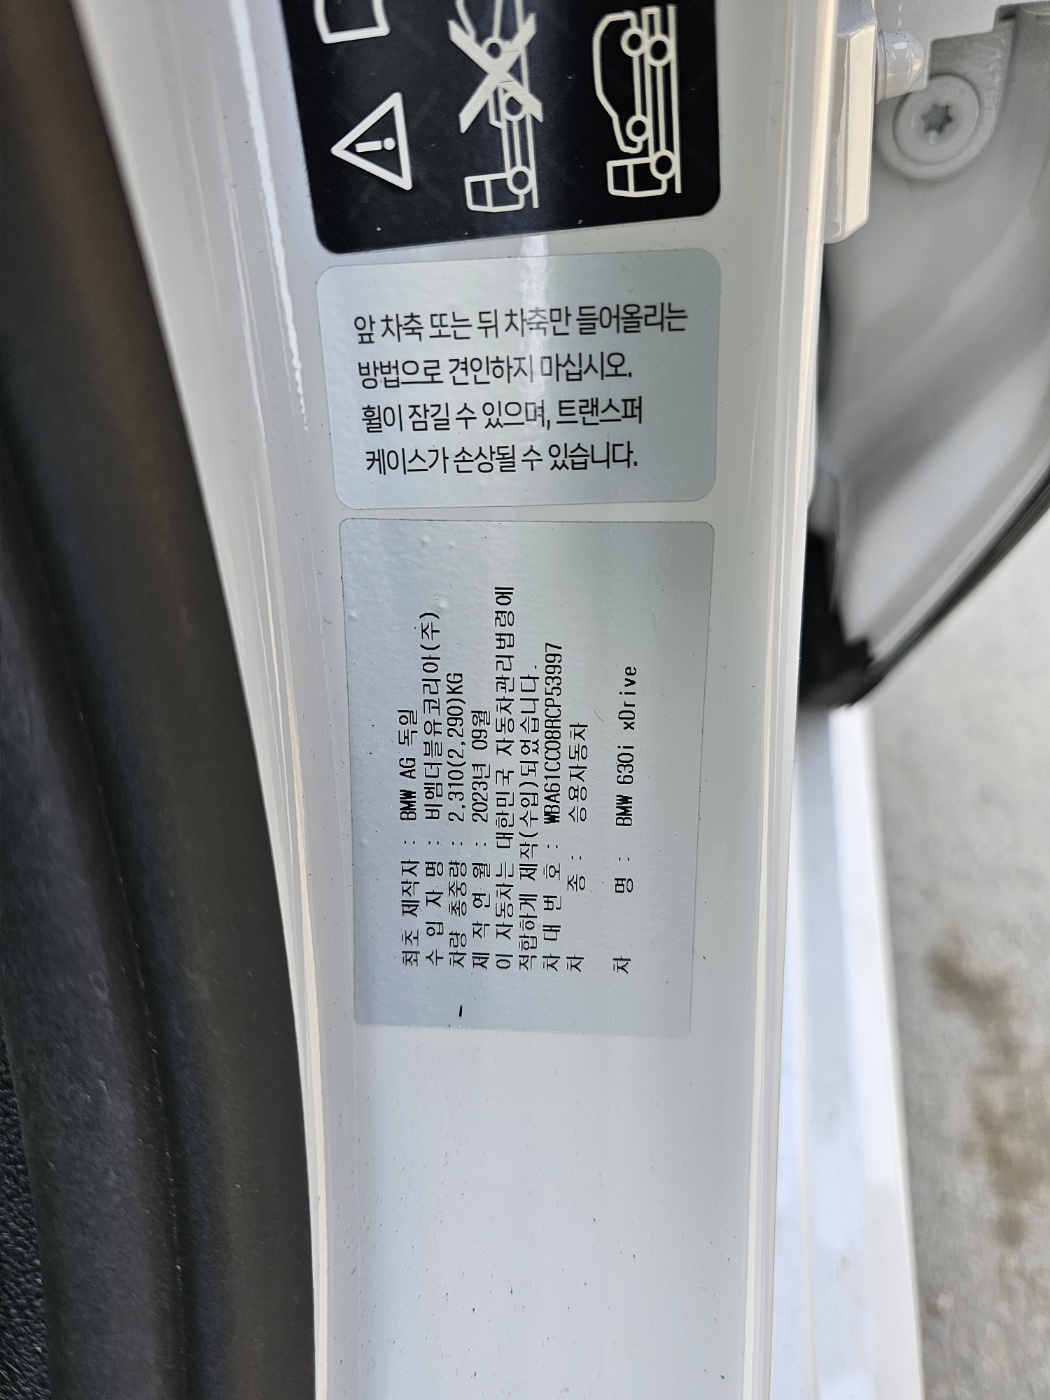 앞 차축 또는 뒤 차축만 들어올리는
방법으로 견인하지 마십시오.
휠이 잠길 수 있으며, 트랜스퍼
케이스가 손상될 수 있습니다.
최초 제작자 : BMW AG 독일
수 입 자 명 : 비엠더블유코리아(주)
차량 총중량 : 2,310(2,290)KG
제 작 연 월 : 2023년 09월
이 자동차는 대한민국 자동차관리법령에
적합하게 제작(수입)되었습니다.
차 대 번 호 : WBA61CC08RCP53997
차 종 : 승용자동차
차 명 : BMW 630i xDrive